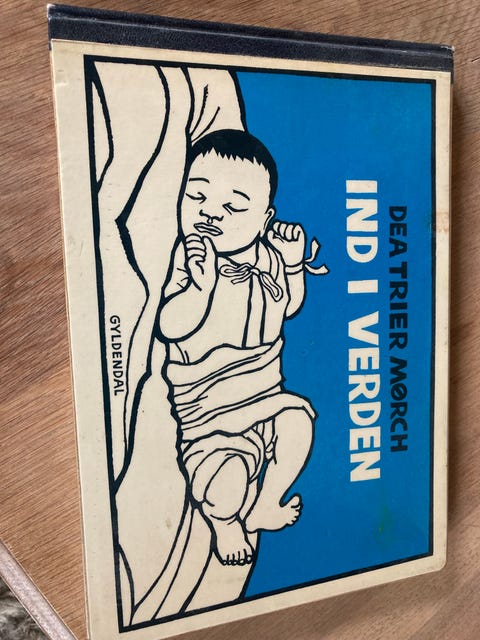 DEA TRIER MØRCH
IND I VERDEN
GYLDENDAL